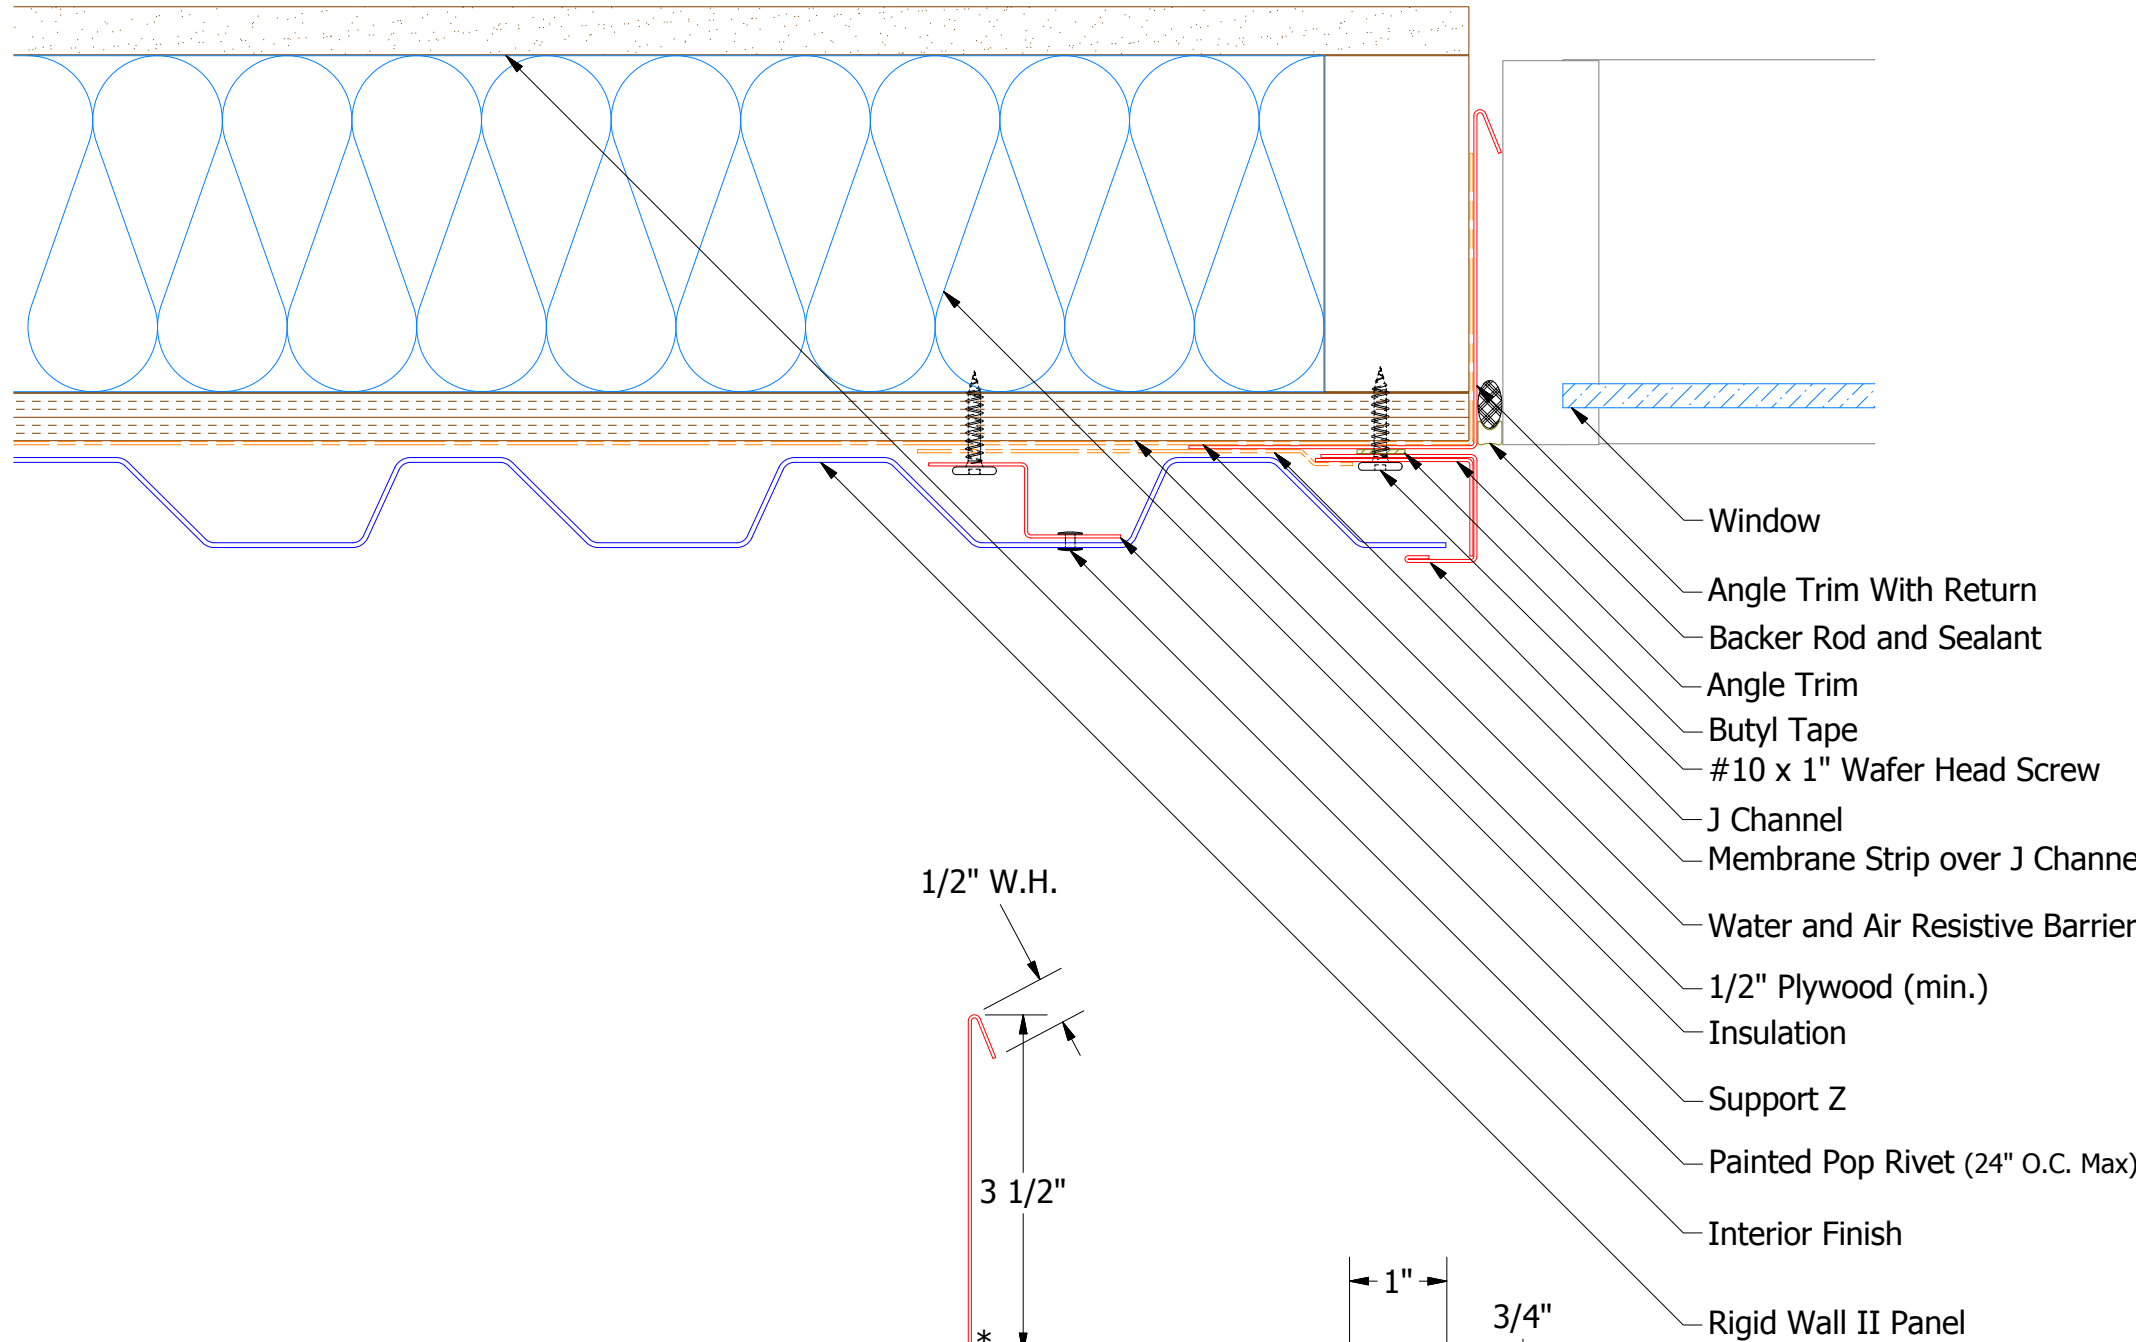 Window
Angle Trim With Return
Backer Rod and Sealant
Angle Trim
Butyl Tape
#10 x 1" Wafer Head Screw
J Channel
Membrane Strip over J Channe
Water and Air Resistive Barrier
1/2" Plywood (min.)
Insulation
Support Z
Painted Pop Rivet (24" O.C. Max)
Interior Finish
Rigid Wall II Panel
1/2" W.H.
3 1/2"
*
1"
3/4"